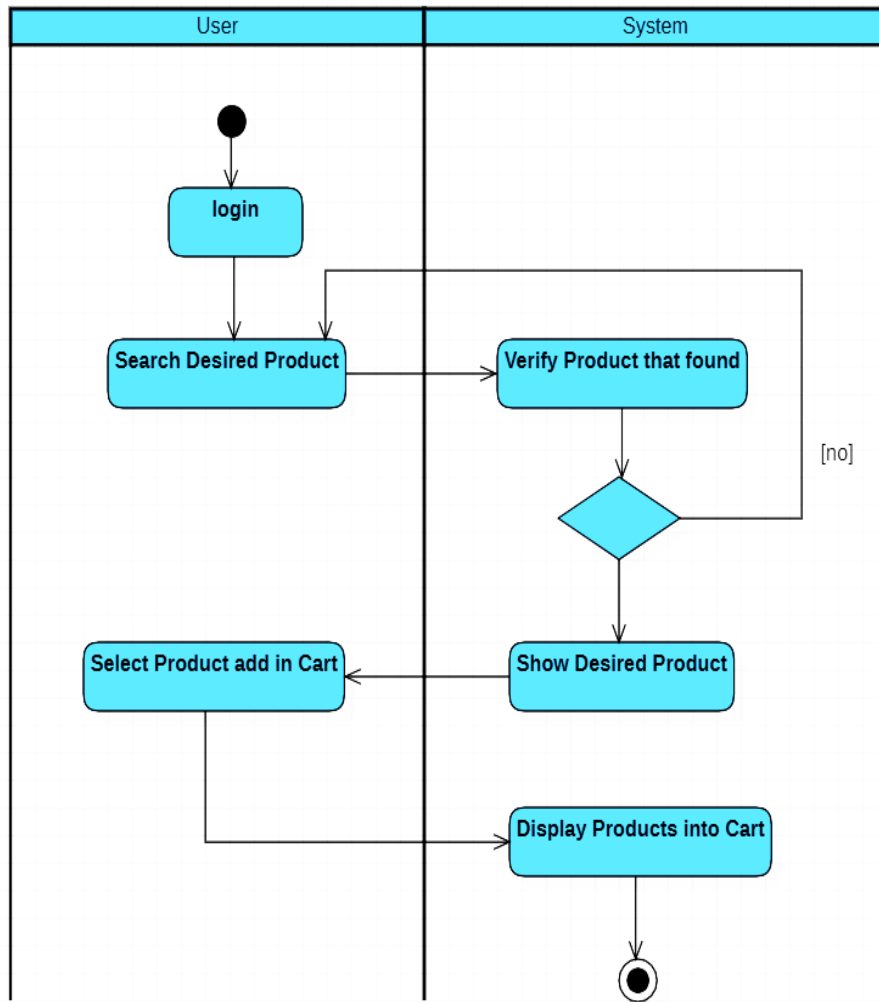 User
System
login
Search Desired Product
Verify Product that found
[no]
Select Product add in Cart
Show Desired Product
Display Products into Cart